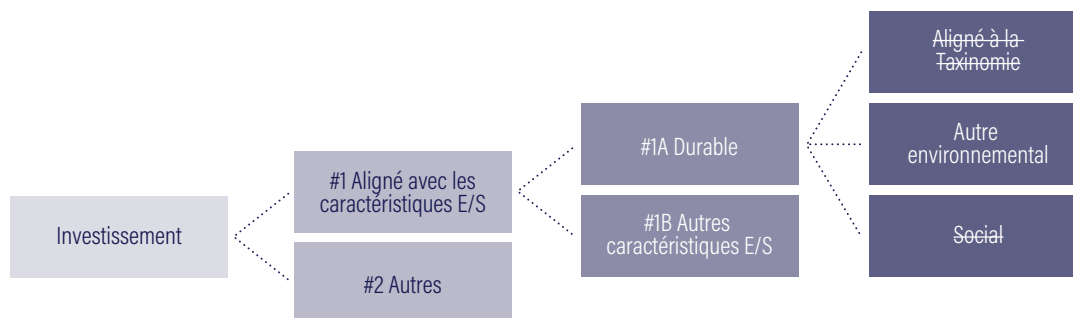 Investissement
#1 Aligné avec les
caractéristiques E/S
#2 Autres
#1A Durable
#1B Autres
caractéristiques E/S
Aligné à la
Taxinomie
Autre
environnemental
Social